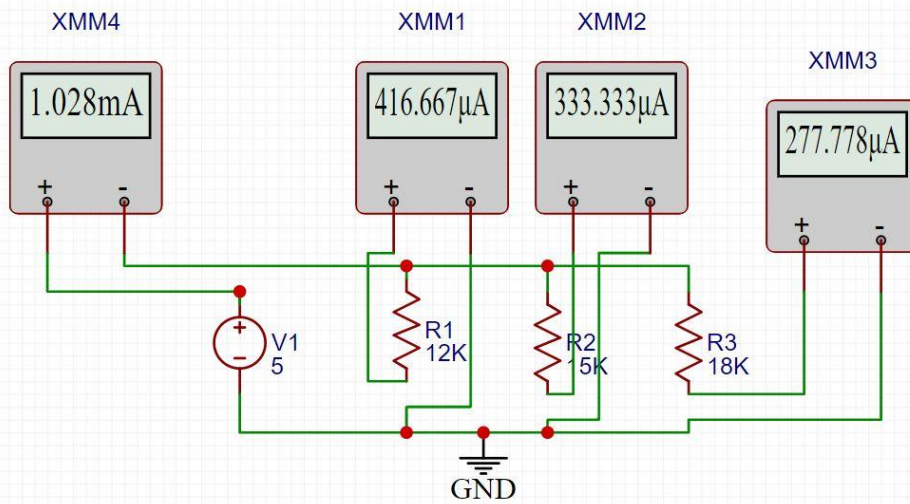 XMM4
XMM1
XMM2
XMM3
1.028mA
416.667µA
333.333µA
277.778µA
+ -
+ -
+ -
+ -
V1
5
R1
12K
R2
15K
R3
18K
GND